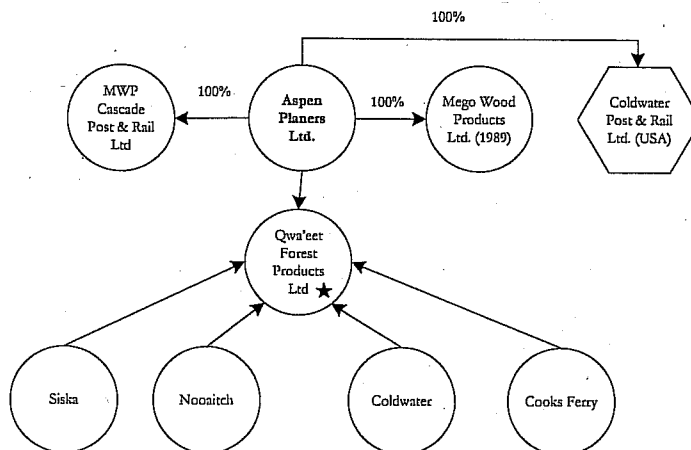 100%
MWP
Cascade
Post & Rail
Ltd
100%
Aspen
Planers
Ltd.
100%
Mego Wood
Products
Ltd. (1989)
Coldwater
Post & Rail
Ltd. (USA)
Qwa'eet
Forest
Products
Ltd ★
Siska
Nooaitch
Coldwater
Cooks Ferry